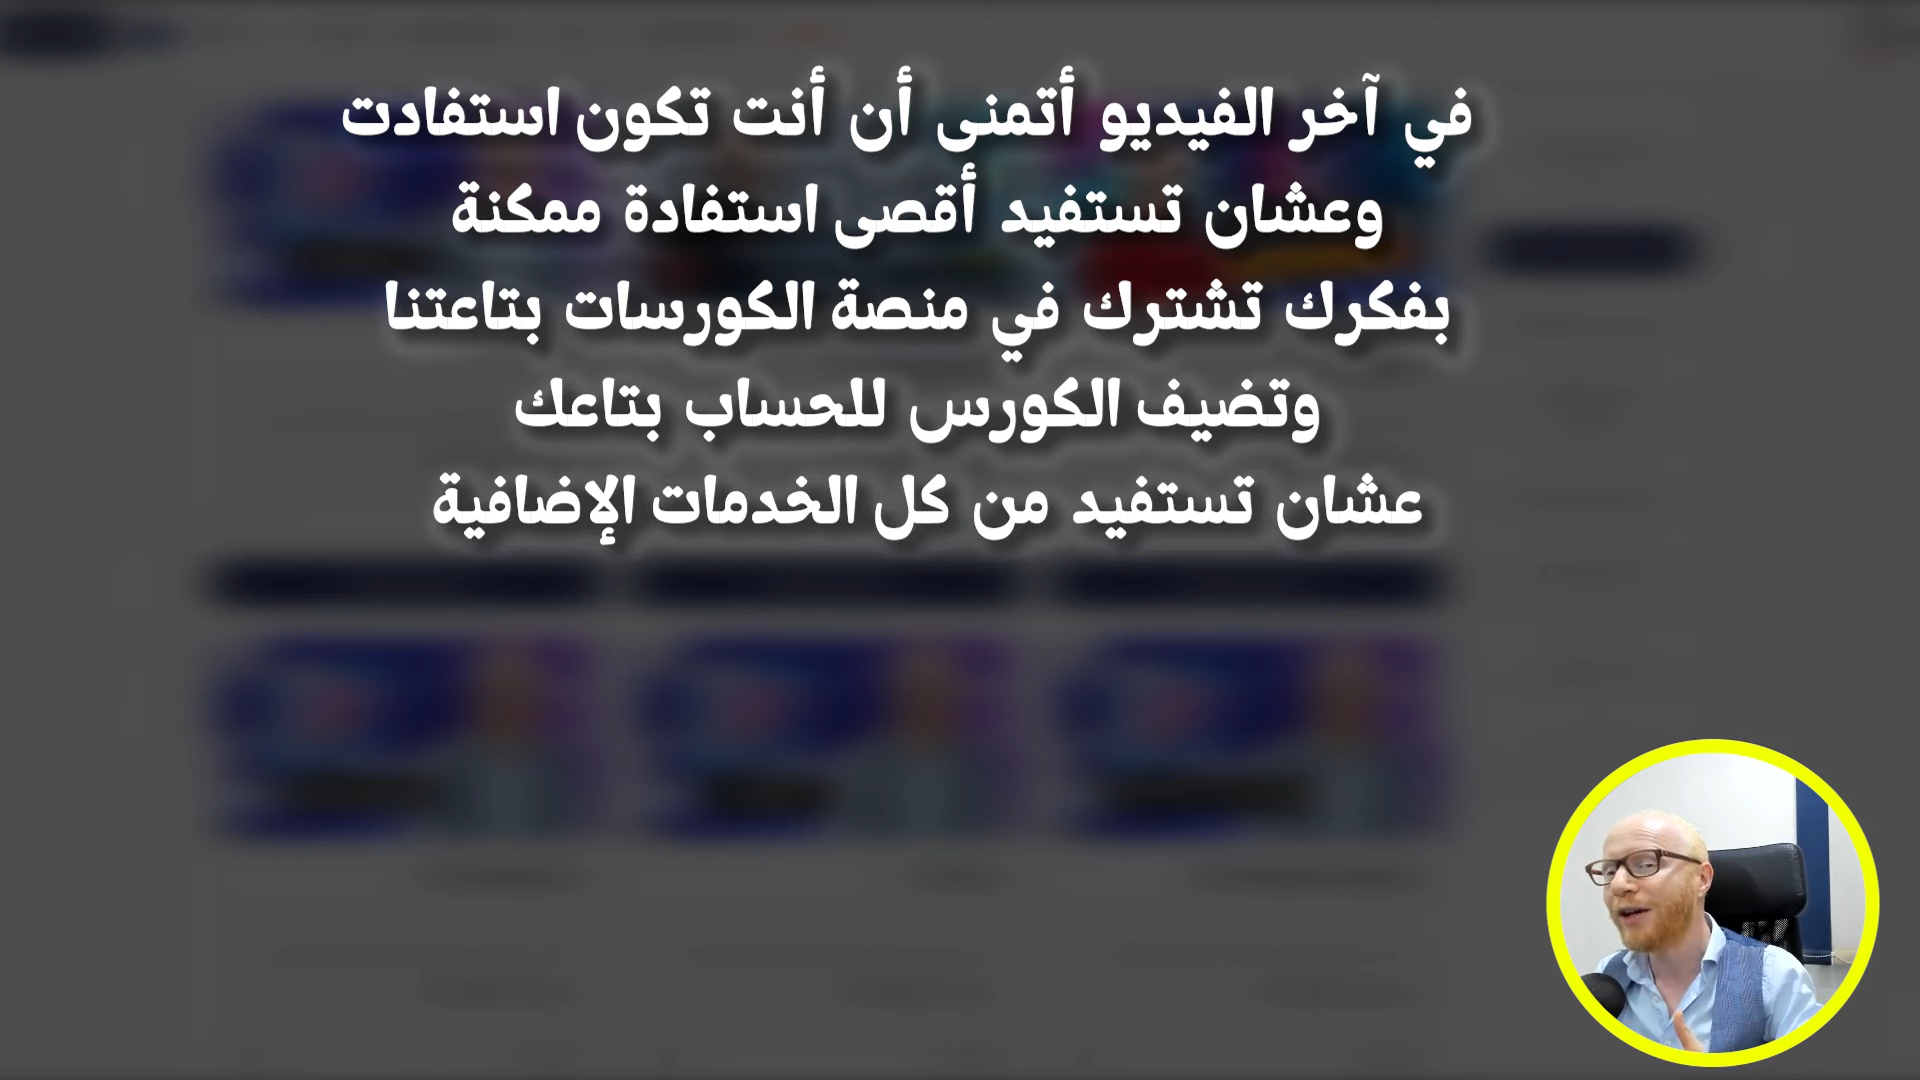 في آخر الفيديو أتمنى أن أنت تكون استفادت
وعشان تستفيد أقصى استفادة ممكنة
بفكرك تشترك في منصة الكورسات بتاعتنا
وتضيف الكورس للحساب بتاعك
عشان تستفيد من كل الخدمات الإضافية